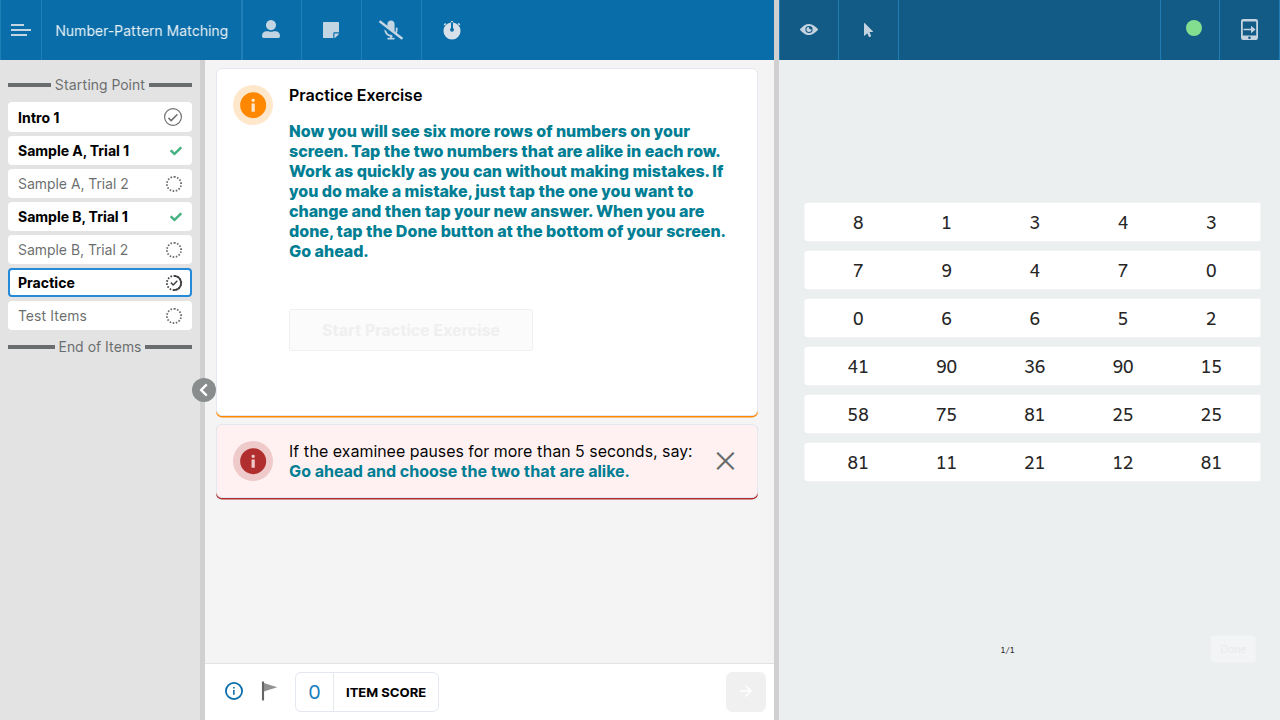 Number-Pattern Matching
Starting Point
Intro 1
Sample A, Trial 1
Sample A, Trial 2
Sample B, Trial 1
Sample B, Trial 2
Practice
Test Items
End of Items
Practice Exercise
Now you will see six more rows of numbers on your
screen. Tap the two numbers that are alike in each row.
Work as quickly as you can without making mistakes. If
you do make a mistake, just tap the one you want to
change and then tap your new answer. When you are
done, tap the Done button at the bottom of your screen.
Go ahead.
Start Practice Exercise
If the examinee pauses for more than 5 seconds, say:
Go ahead and choose the two that are alike.
0 ITEM SCORE
8 1 3 4 3
7 9 4 7 0
0 6 6 5 2
41 90 36 90 15
58 75 81 25 25
81 11 21 12 81
1/1
Done